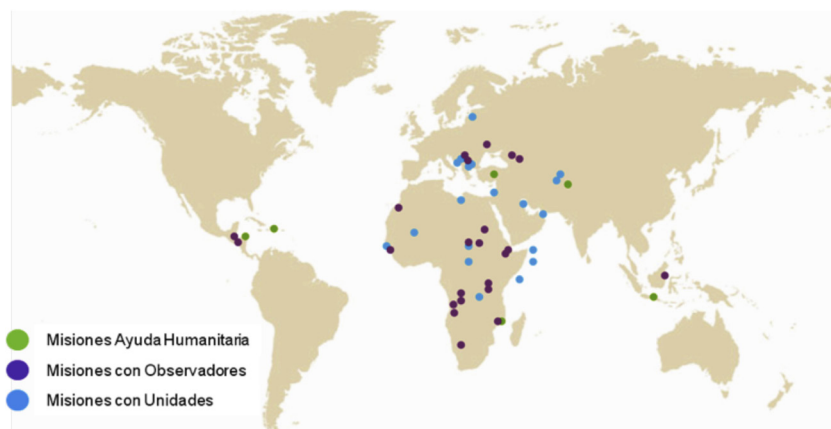 Misiones Ayuda Humanitaria
Misiones con Observadores
Misiones con Unidades